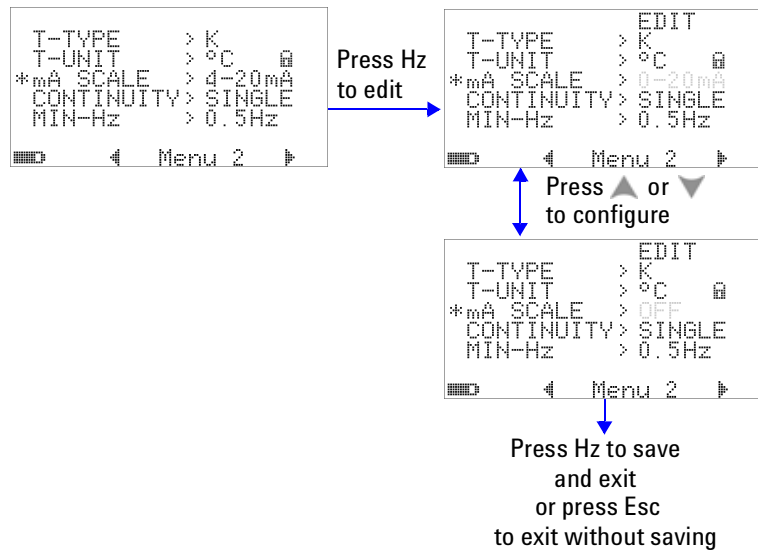 T-TYPE > K
T-UNIT > °C
*mA SCALE > 4-20mA
CONTINUITY > SINGLE
MIN-Hz > 0.5Hz
Menu 2
Press Hz
to edit
EDIT
T-TYPE > K
T-UNIT > °C
*mA SCALE > 0-20mA
CONTINUITY > SINGLE
MIN-Hz > 0.5Hz
Menu 2
Press or
to configure
EDIT
T-TYPE > K
T-UNIT > °C
*mA SCALE > OFF
CONTINUITY > SINGLE
MIN-Hz > 0.5Hz
Menu 2
Press Hz to save
and exit
or press Esc
to exit without saving